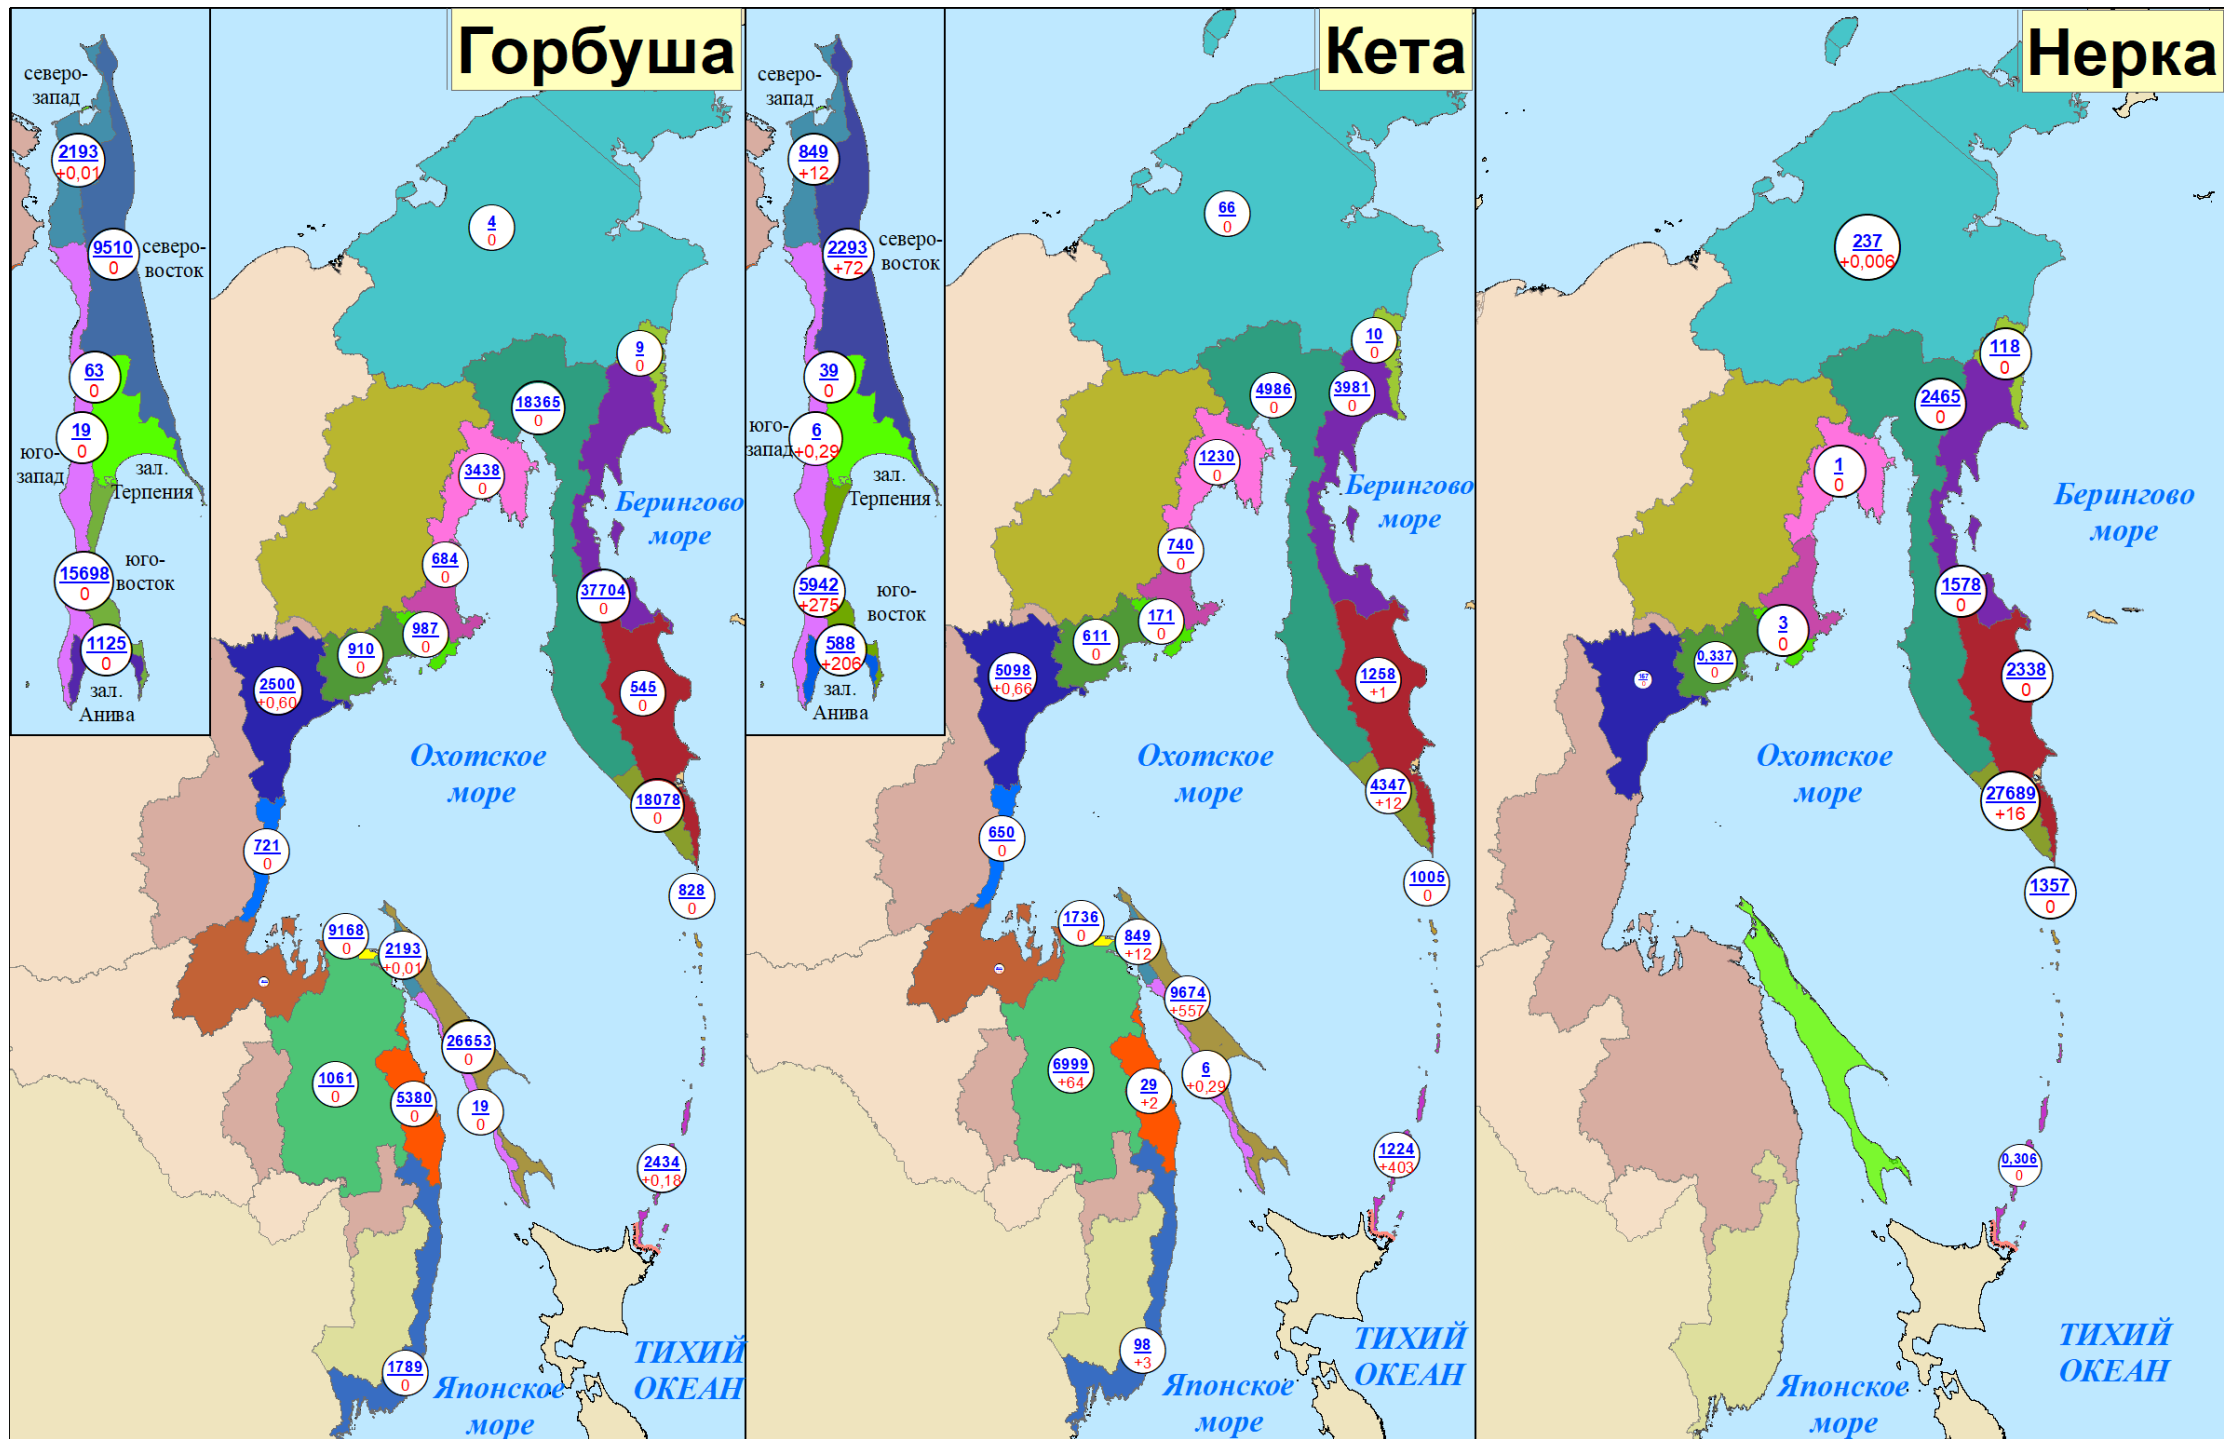 Горбуша
северо-
запад
2193
+0,01
9510
0
северо-
восток
63
0
19
0
юго-
запад
зал.
Терпения
15698
0
юго-
восток
1125
0
зал.
Анива
4
0
9
0
18365
0
3438
0
Берингово
море
684
0
37704
0
987
0
910
0
2500
+0,60
545
0
Охотское
море
18078
0
721
0
828
0
9168
0
2193
+0,01
26653
0
1061
0
5380
0
19
0
2434
+0,18
1789
0
ТИХИЙ
ОКЕАН
Японское
море
Кета
северо-
запад
849
+12
2293
+72
северо-
восток
39
0
6
+0,29
юго-
запад
зал.
Терпения
5942
+275
юго-
восток
588
+206
зал.
Анива
66
0
10
0
4986
0
3981
0
1230
0
Берингово
море
740
0
171
0
611
0
5098
+0,66
1258
+1
Охотское
море
4347
+12
650
0
1005
0
1736
0
849
+12
9674
+557
6999
+64
29
+2
6
+0,29
1224
+403
98
+3
ТИХИЙ
ОКЕАН
Японское
море
Нерка
237
+0,006
118
0
2465
0
1
0
Берингово
море
1578
0
3
0
0,337
0
167
0
2338
0
Охотское
море
27689
+16
1357
0
0,306
0
ТИХИЙ
ОКЕАН
Японское
море